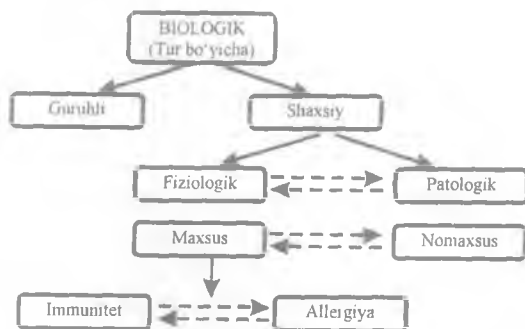 BIOLOGIK
(Tur bo‘yicha)
Guruhli
Shaxsiy
Fiziologik
Patologik
Maxsus
Nomaxsus
Immunitet
Allergiya